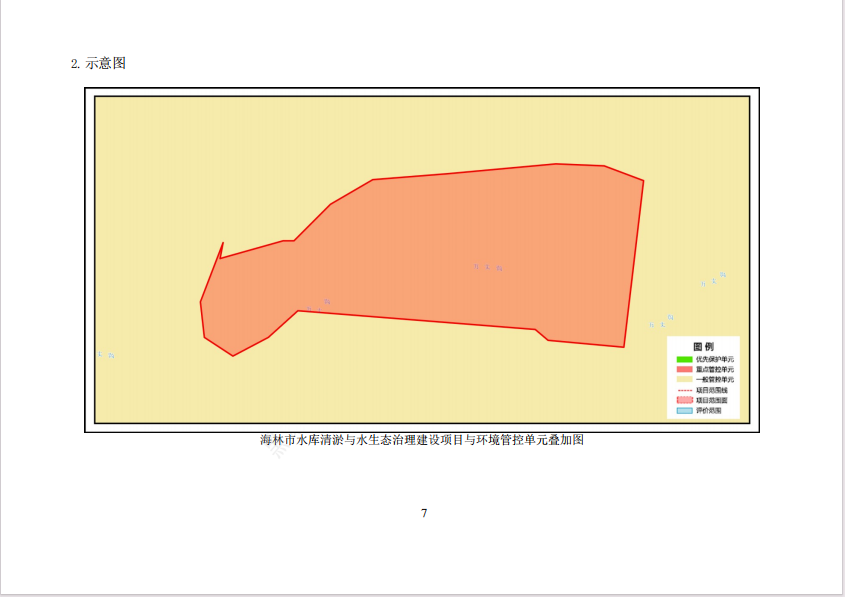 2. 示意图
图 例
优先保护单元
重点管控单元
一般管控单元
项目范围线
项目范围面
评价范围
海林市水库清淤与水生态治理建设项目与环境管控单元叠加图
7